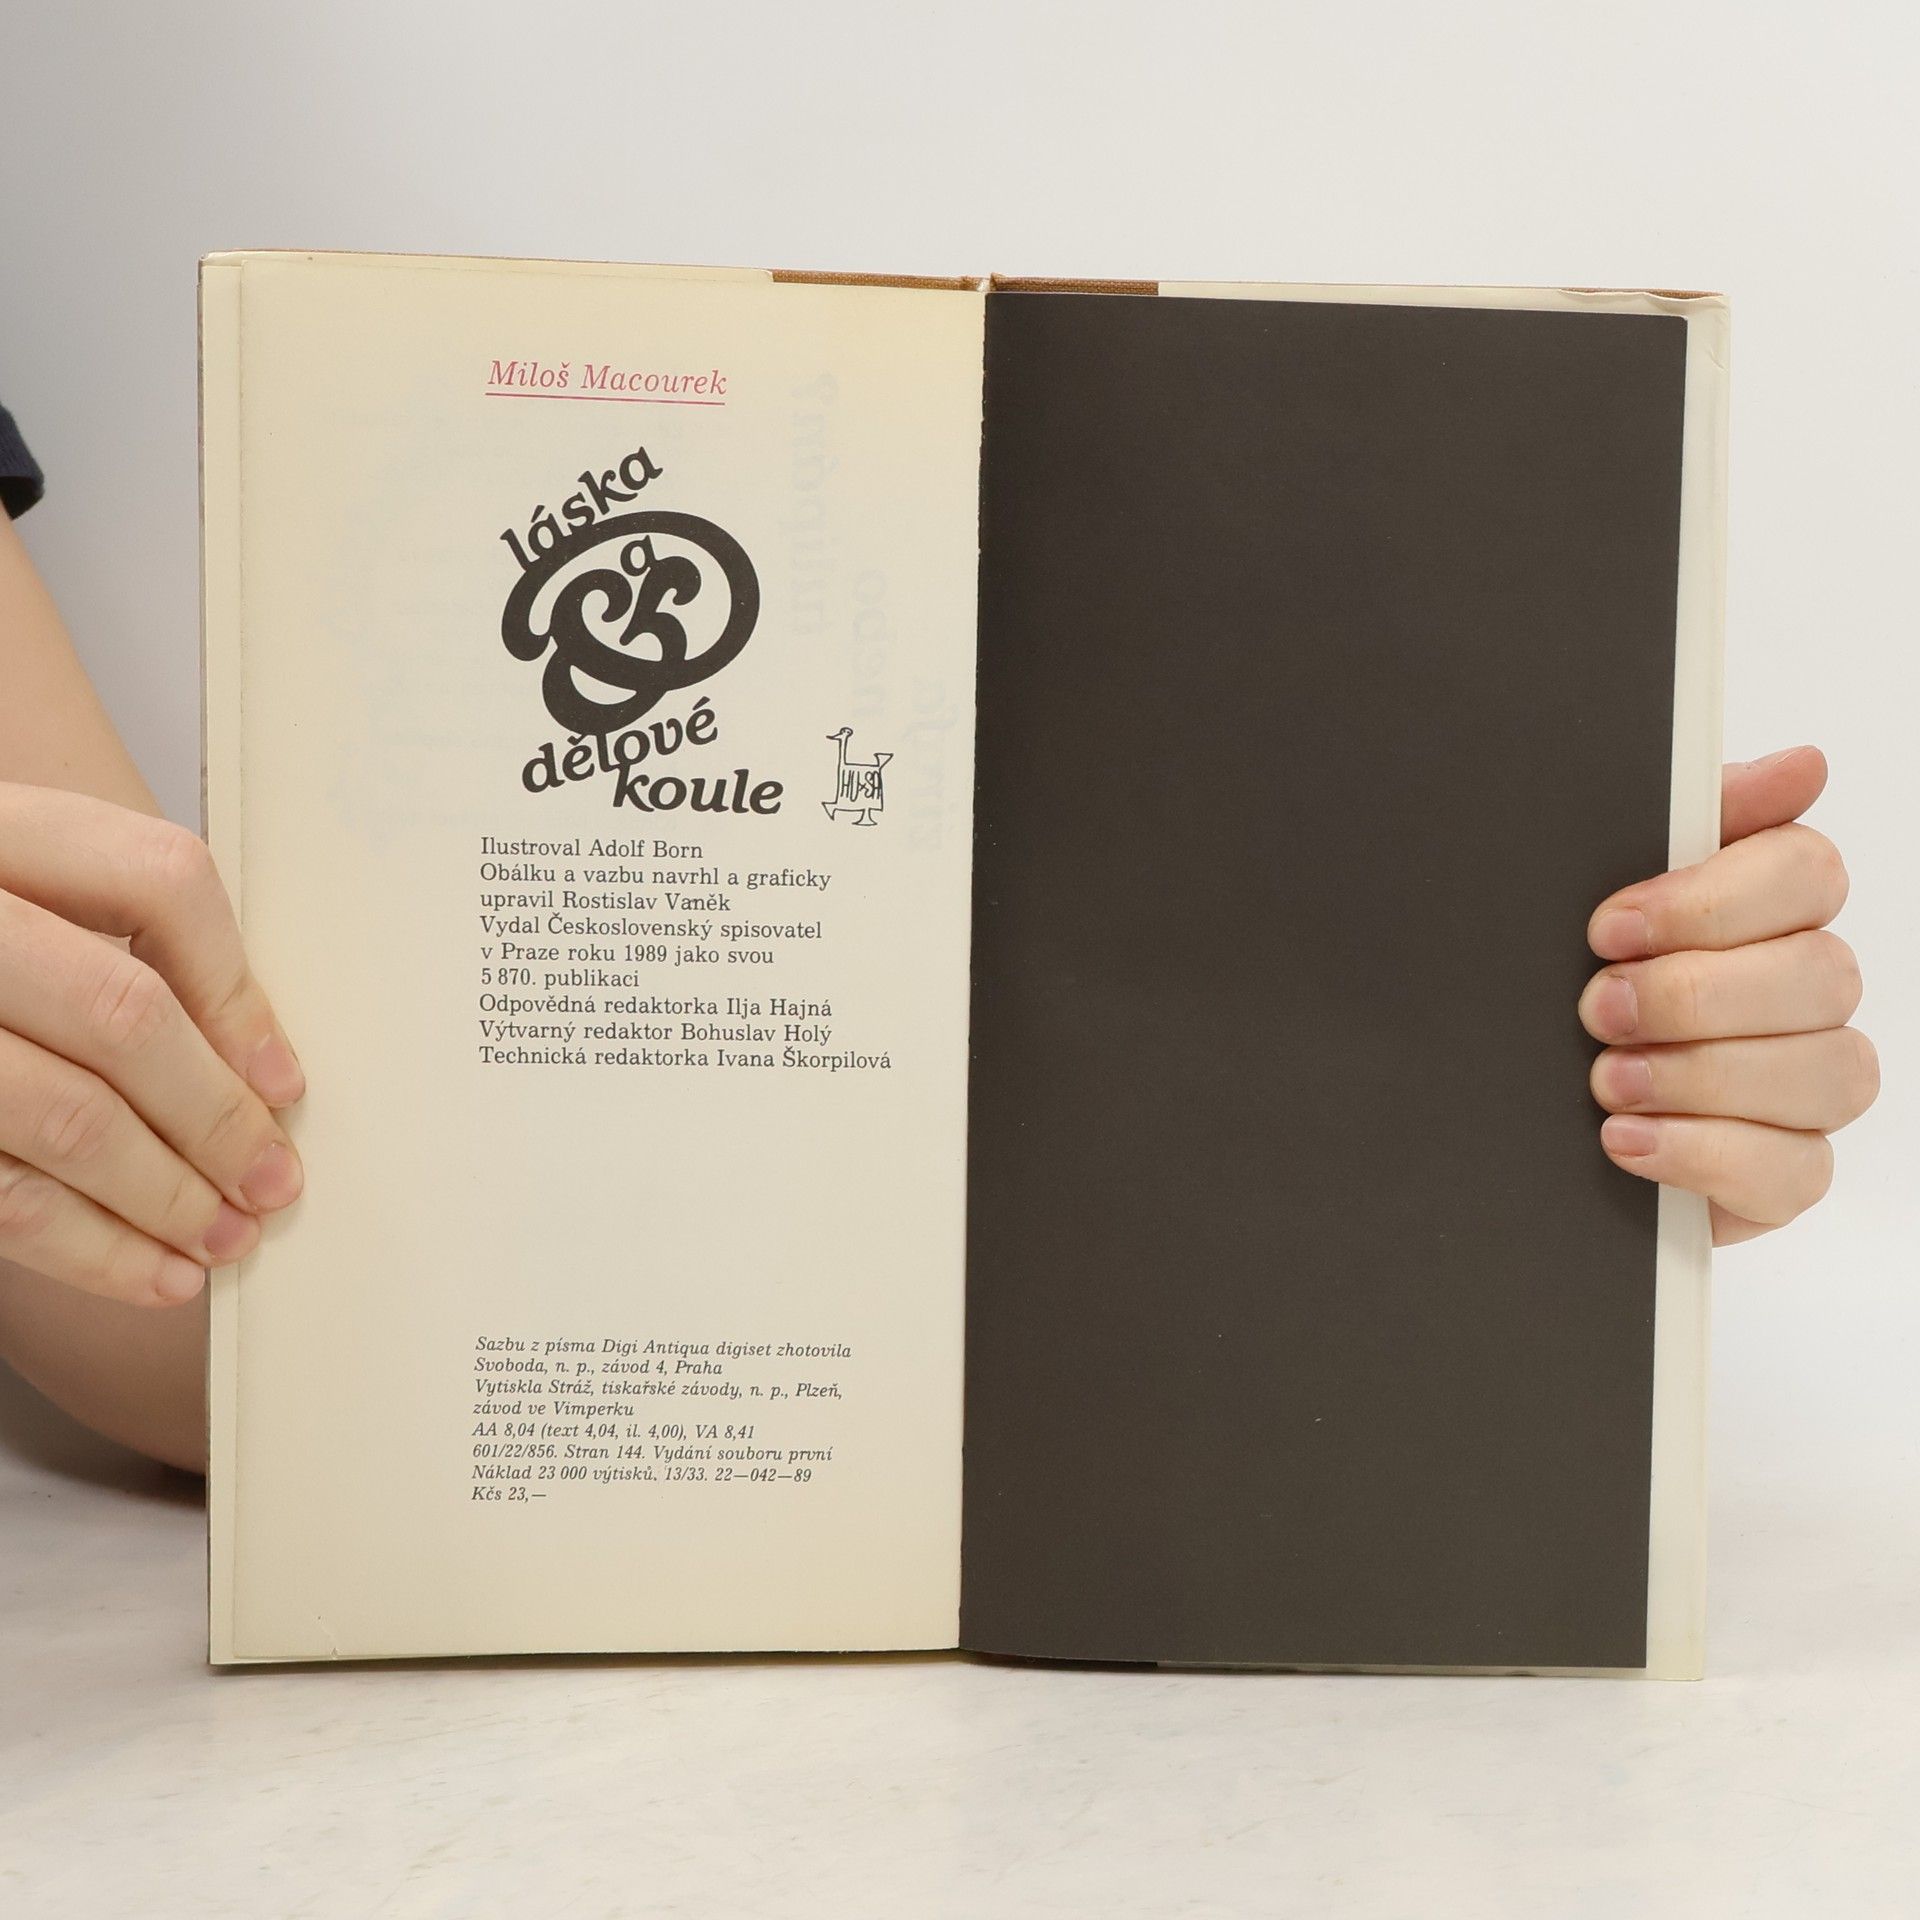 Miloš Macourek
láska
a
dělové
koule
HUSA
Ilustroval Adolf Born
Obálku a vazbu navrhl a graficky
upravil Rostislav Vaněk
Vydal Československý spisovatel
v Praze roku 1989 jako svou
5 870. publikaci
Odpovědná redaktorka Ilja Hajná
Výtvarný redaktor Bohuslav Holý
Technická redaktorka Ivana Škorpilová
Sazbu z písma Digi Antiqua digiset zhotovila
Svoboda, n. p., závod 4, Praha
Vytiskla Stráž, tiskařské závody, n. p., Plzeň,
závod ve Vimperku
AA 8,04 (text 4,04, il. 4,00), VA 8,41
601/22/856. Stran 144. Vydání souboru první
Náklad 23 000 výtisků. 13/33. 22—042—89
Kčs 23,—